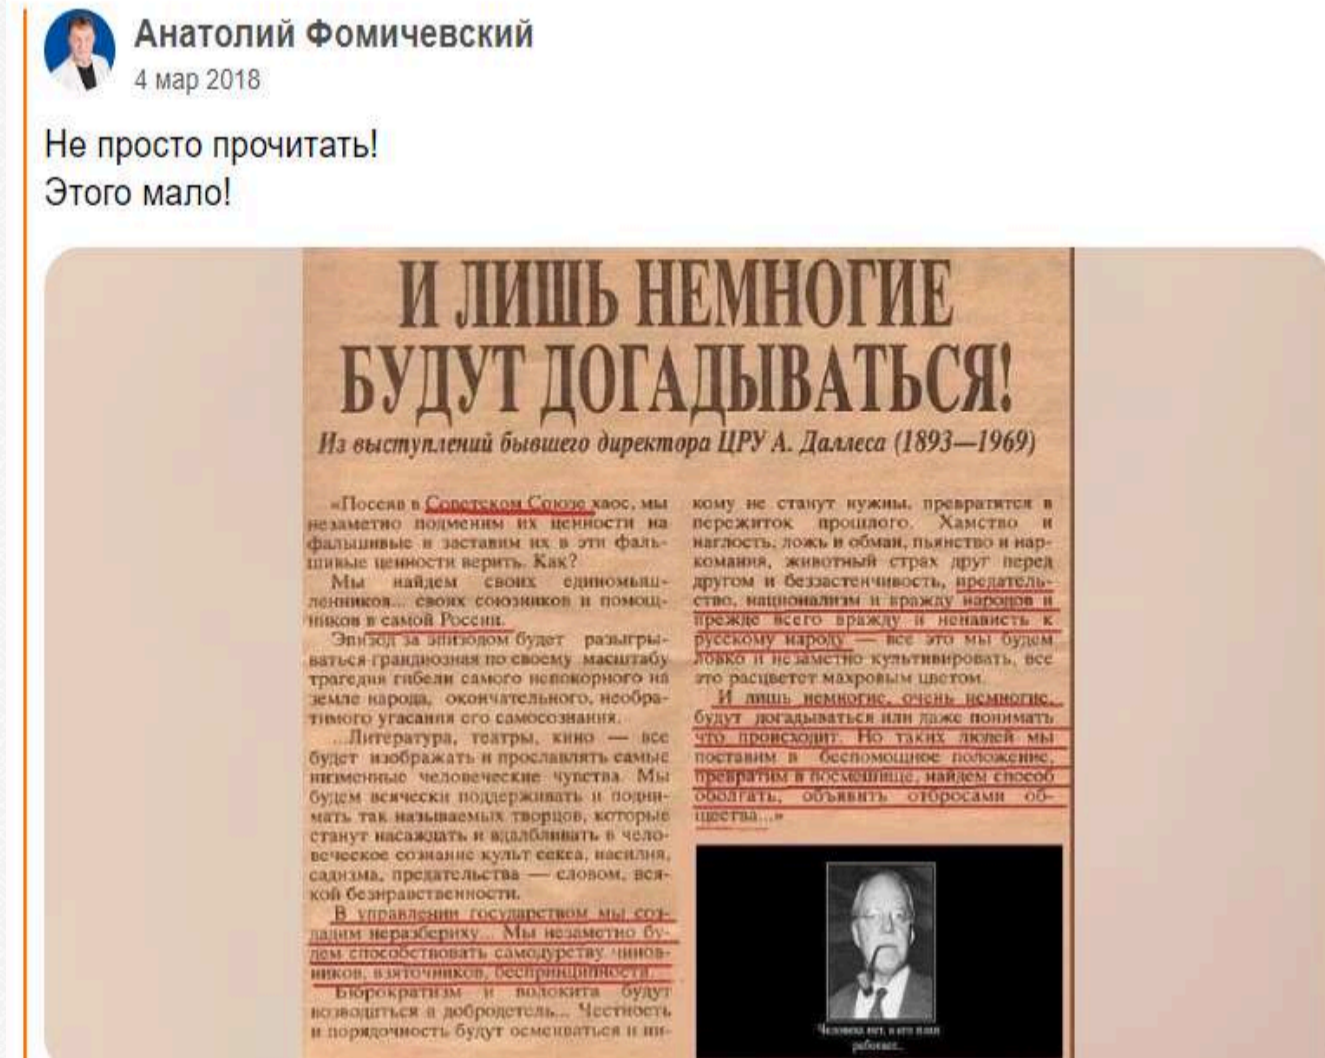 Анатолий Фомичевский
4 мар 2018
Не просто прочитать!
Этого мало!
И ЛИШЬ НЕМНОГИЕ
БУДУТ ДОГАДЫВАТЬСЯ!
Из выступлений бывшего директора ЦРУ А. Даллеса (1893—1969)
«Посеяв в Советском Союзе хаос, мы
незаметно подменим их ценности на
фальшивые и заставим их в эти фаль-
шивые ценности верить. Как?
Мы найдем своих единомыш-
ленников... своих союзников и помощ-
ников в самой России.
Эпизод за эпизодом будет разыгры-
ваться грандиозная по своему масштабу
трагедия гибели самого непокорного на
земле народа, окончательного, необра-
тимого угасания его самосознания.
...Литература, театры, кино — все
будет изображать и прославлять самые
низменные человеческие чувства. Мы
будем всячески поддерживать и подни-
мать так называемых творцов, которые
станут насаждать и вдалбливать в чело-
веческое сознание культ секса, насилия,
садизма, предательства — словом, вся-
кой безнравственности.
В управлении государством мы соз-
дадим неразбериху... Мы незаметно бу-
дем способствовать самодурству чинов-
ников, взяточников, беспринципности...
Бюрократизм и волокита будут
возводиться в добродетель... Честность
и порядочность будут осмеиваться и ни-
кому не станут нужны, превратятся в
пережиток прошлого. Хамство и
наглость, ложь и обман, пьянство и нар-
комания, животный страх друг перед
другом и беззастенчивость, предатель-
ство, национализм и вражду народов и
прежде всего вражду и ненависть к
русскому народу — все это мы будем
ловко и незаметно культивировать, все
это расцветет махровым цветом.
И лишь немногие, очень немногие,
будут догадываться или даже понимать
что происходит. Но таких людей мы
поставим в беспомощное положение,
превратим в посмешище, найдем способ
оболгать, объявить отбросами об-
щества...»
Человека нет, а его план
работает...